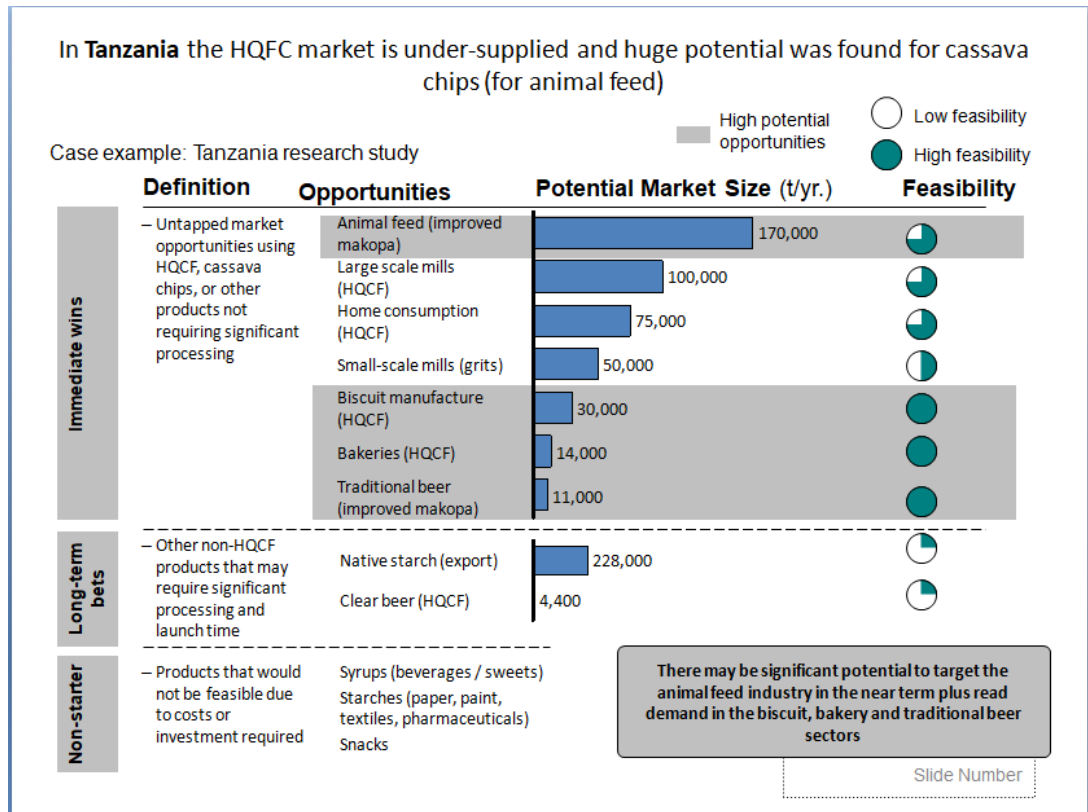 In Tanzania the HQFC market is under-supplied and huge potential was found for cassava
chips (for animal feed)
High potential
opportunities
Low feasibility
High feasibility
Case example: Tanzania research study
Definition
Opportunities
Potential Market Size (t/yr.)
Feasibility
Immediate wins
– Untapped market
opportunities using
HQCF, cassava
chips, or other
products not
requiring significant
processing
Animal feed (improved
makopa)
170,000
Large scale mills
(HQCF)
100,000
Home consumption
(HQCF)
75,000
Small-scale mills (grits)
50,000
Biscuit manufacture
(HQCF)
30,000
Bakeries (HQCF)
14,000
Traditional beer
(improved makopa)
11,000
Long-term
bets
– Other non-HQCF
products that may
require significant
processing and
launch time
Native starch (export)
228,000
Clear beer (HQCF)
4,400
Non-starter
– Products that would
not be feasible due
to costs or
investment required
Syrups (beverages / sweets)
Starches (paper, paint,
textiles, pharmaceuticals)
Snacks
There may be significant potential to target the
animal feed industry in the near term plus read
demand in the biscuit, bakery and traditional beer
sectors
Slide Number